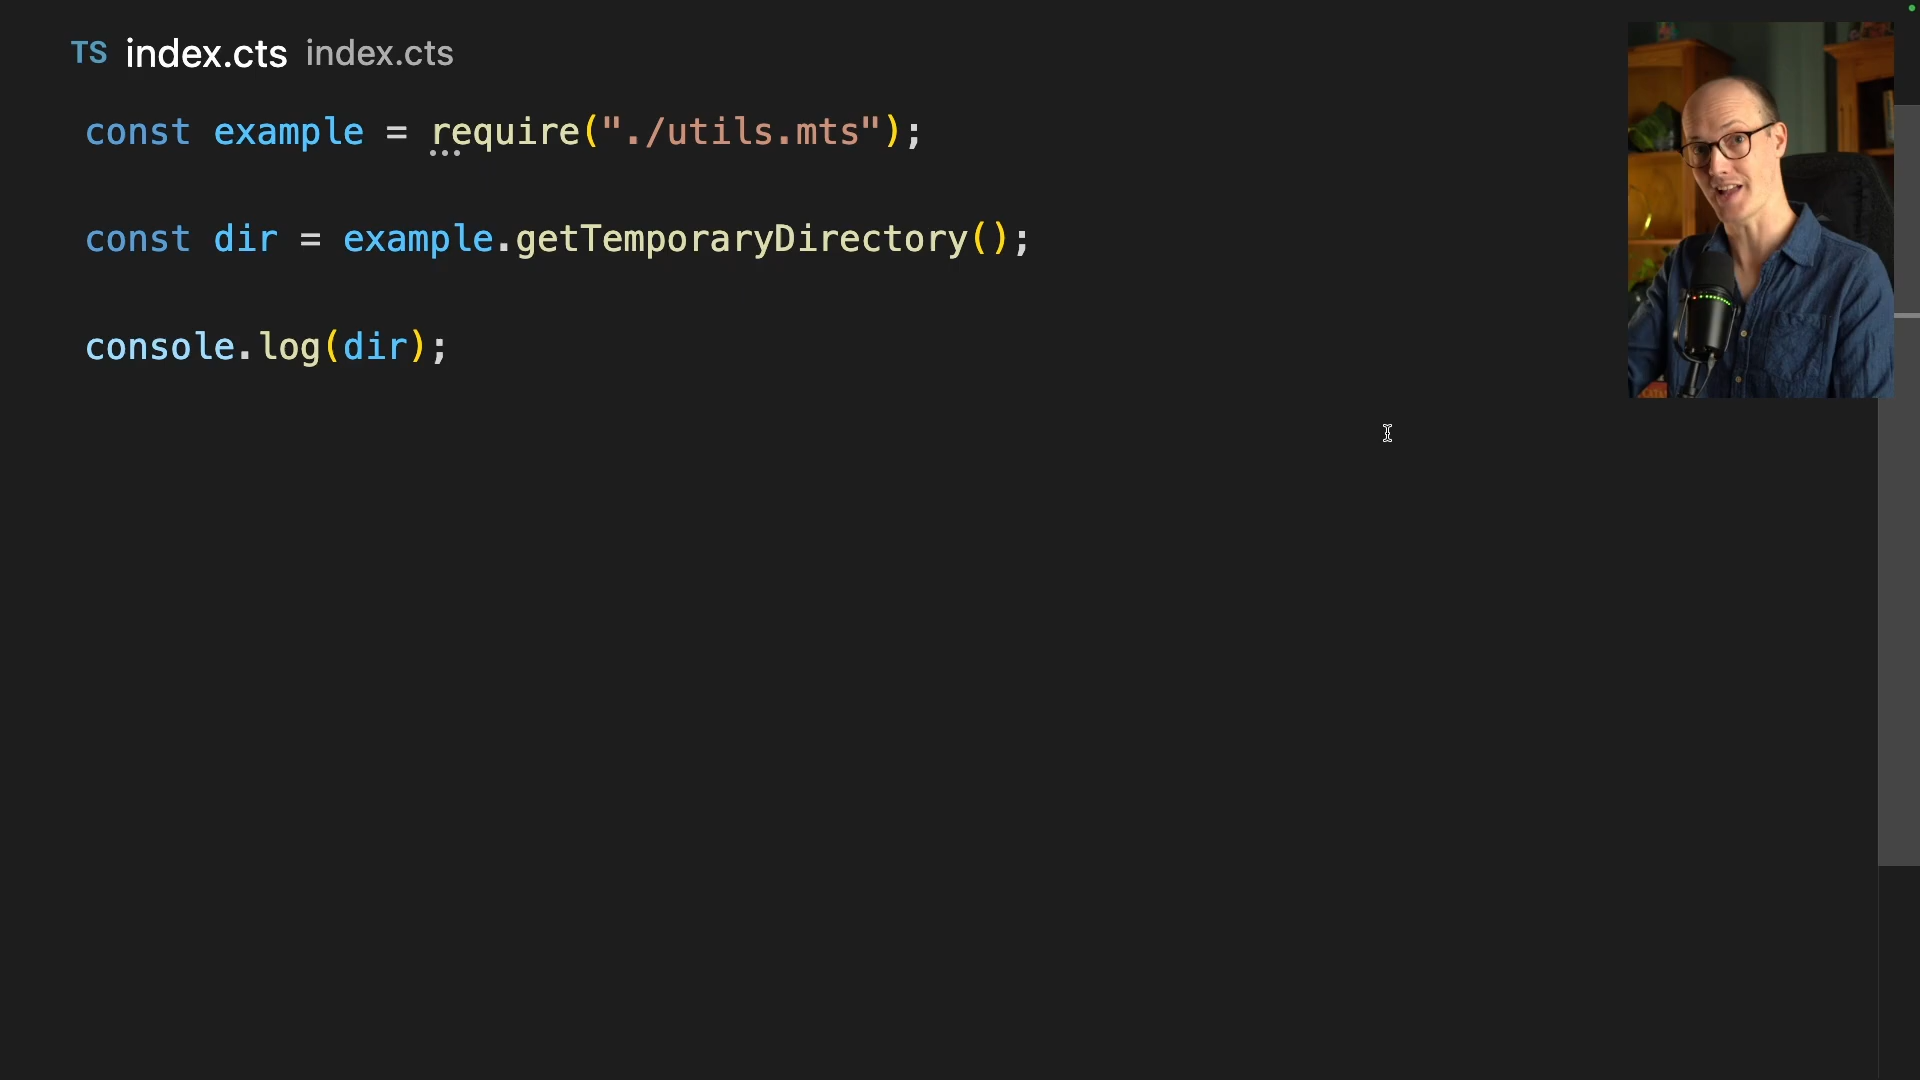 TS index.cts index.cts
const example = require("./utils.mts");
const dir = example.getTemporaryDirectory();
console.log(dir);